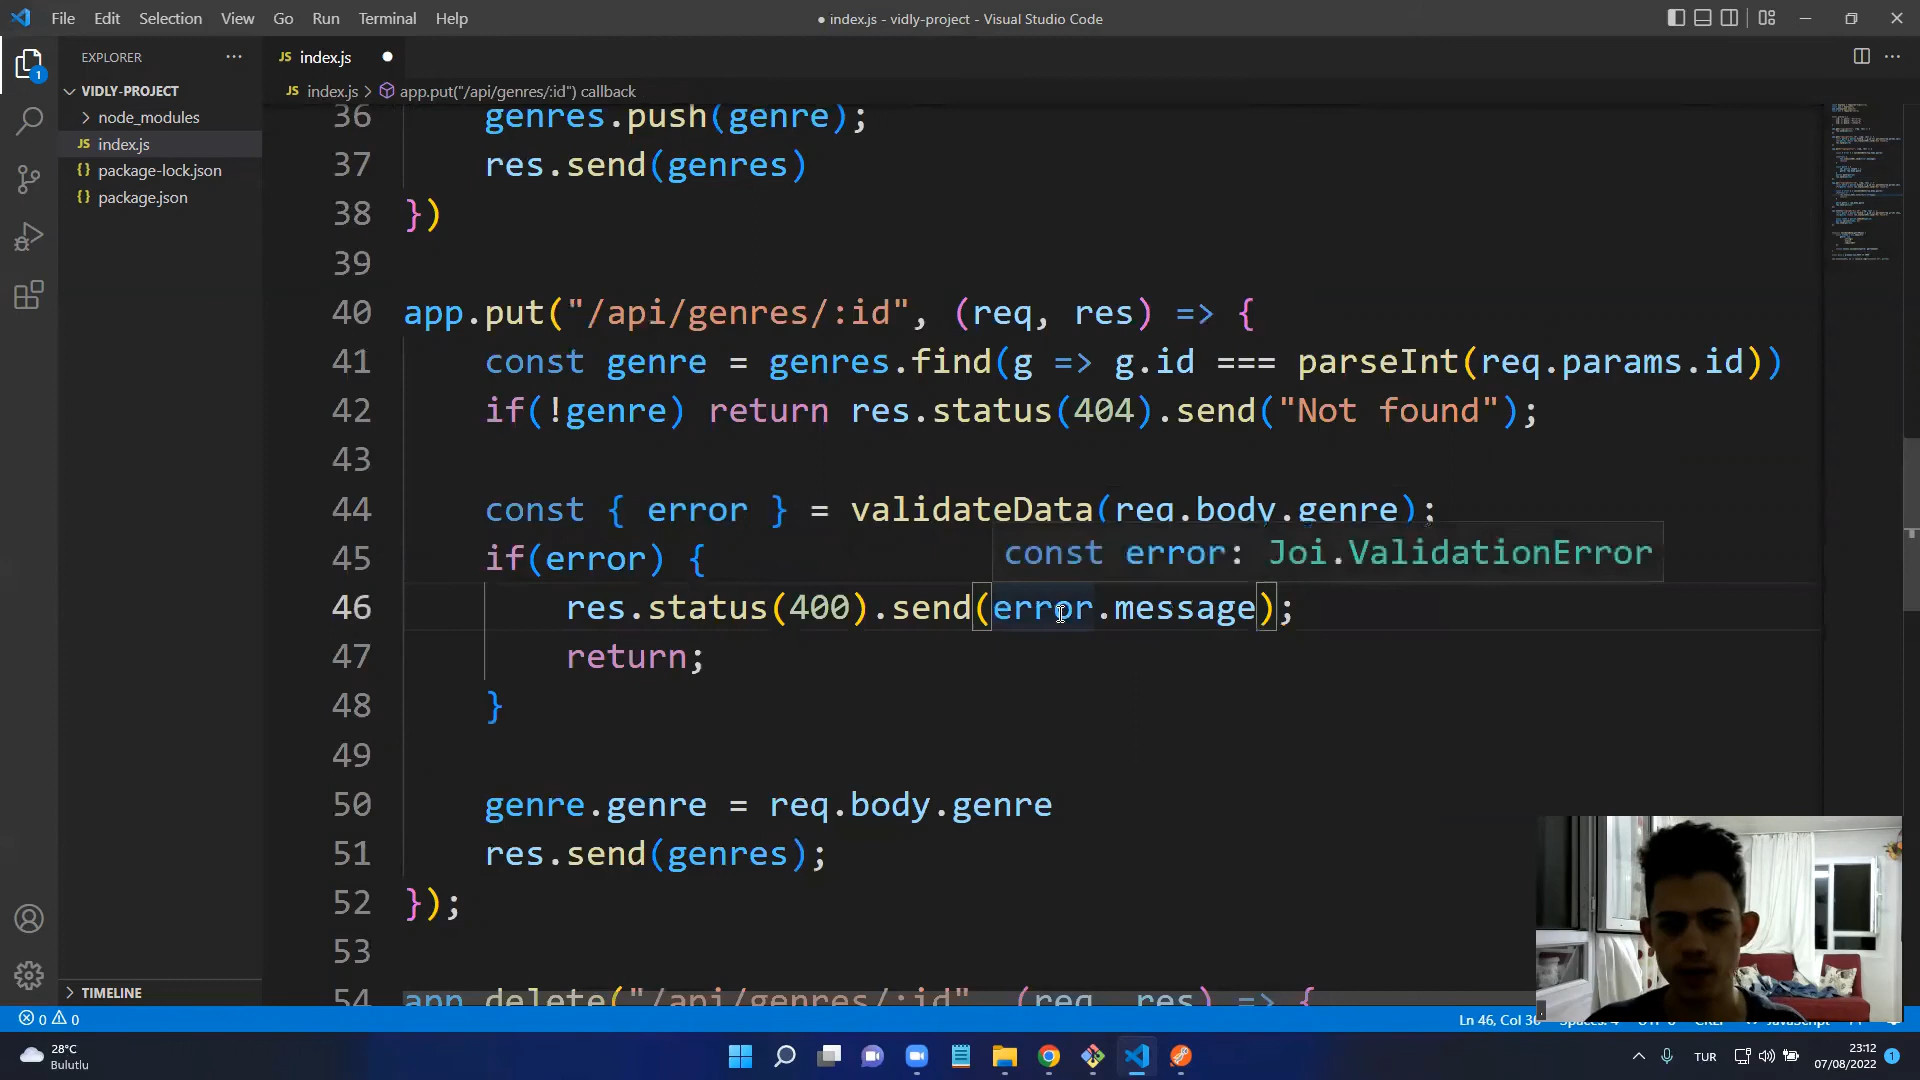 File Edit Selection View Go Run Terminal Help
● index.js - vidly-project - Visual Studio Code
EXPLORER
JS index.js
VIDLY-PROJECT
JS index.js > app.put("/api/genres/:id") callback
node_modules
JS index.js
{} package-lock.json
{} package.json
36 genres.push(genre);
37 res.send(genres)
38 })
39
40 app.put("/api/genres/:id", (req, res) => {
41 const genre = genres.find(g => g.id === parseInt(req.params.id))
42 if(!genre) return res.status(404).send("Not found");
43
44 const { error } = validateData(req.body.genre);
const error: Joi.ValidationError
45 if(error) {
46 res.status(400).send(error.message);
47 return;
48 }
49
50 genre.genre = req.body.genre
51 res.send(genres);
52 });
53
54 app.delete("/api/genres/:id", (req, res) => {
TIMELINE
0 0
Ln 46, Col 36
28°C
Bulutlu
TUR
23:12
07/08/2022
1
1